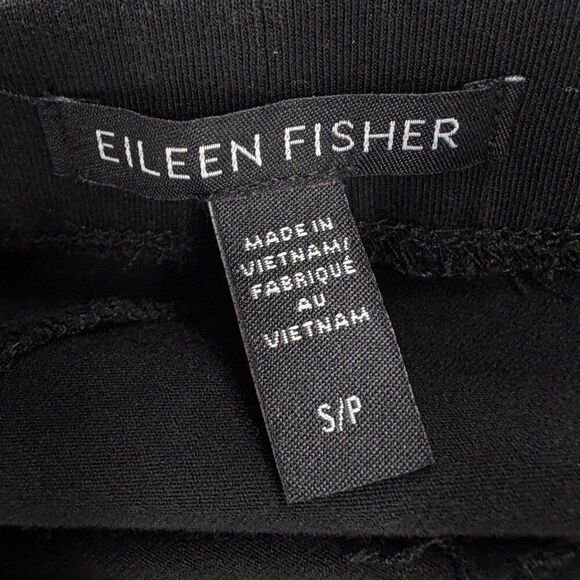 EILEEN FISHER
MADE IN
VIETNAM/
FABRIQUÉ
AU
VIETNAM
S/P